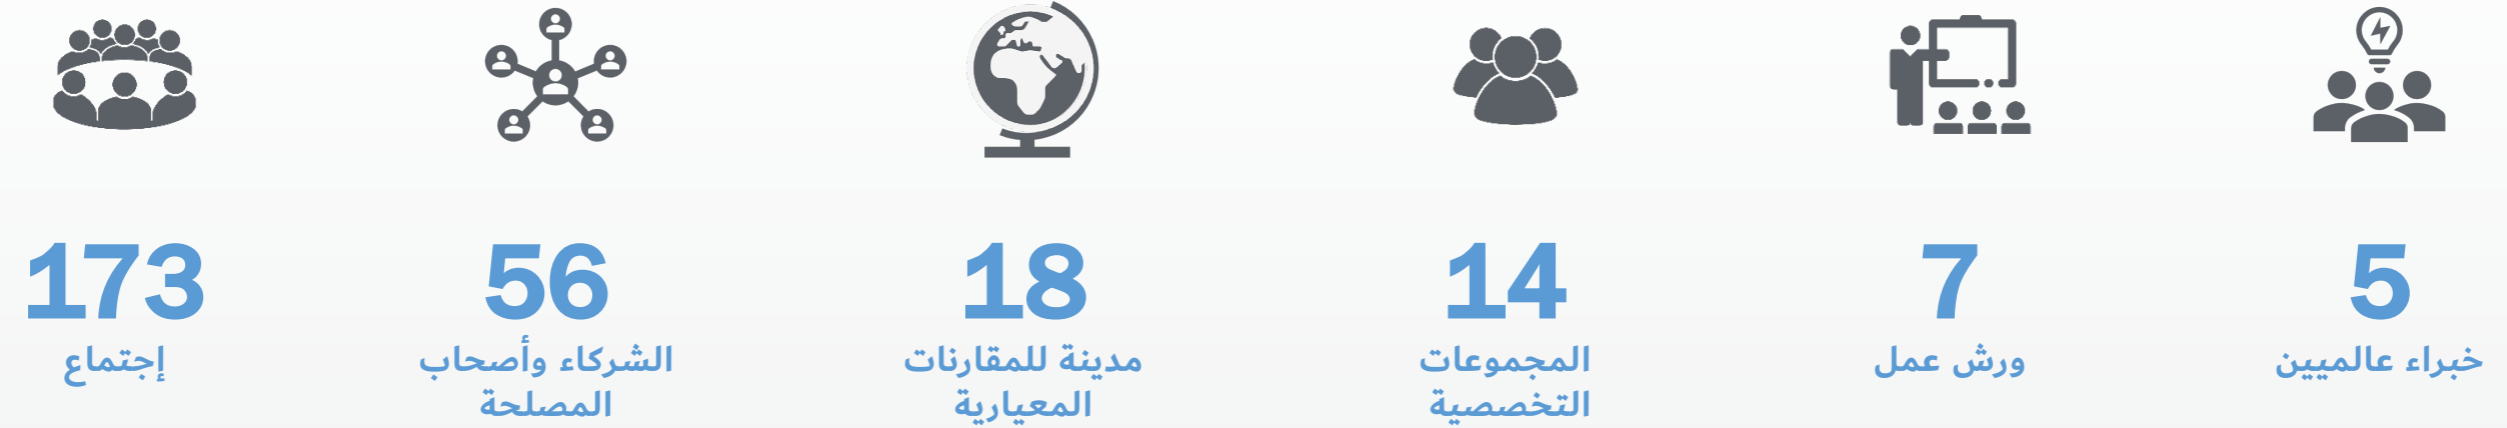 5
خبراء عالميين
7
ورش عمل
14
المجموعات
التخصصية
18
مدينة للمقارنات
المعيارية
56
الشركاء وأصحاب
المصلحة
173
إجتماع